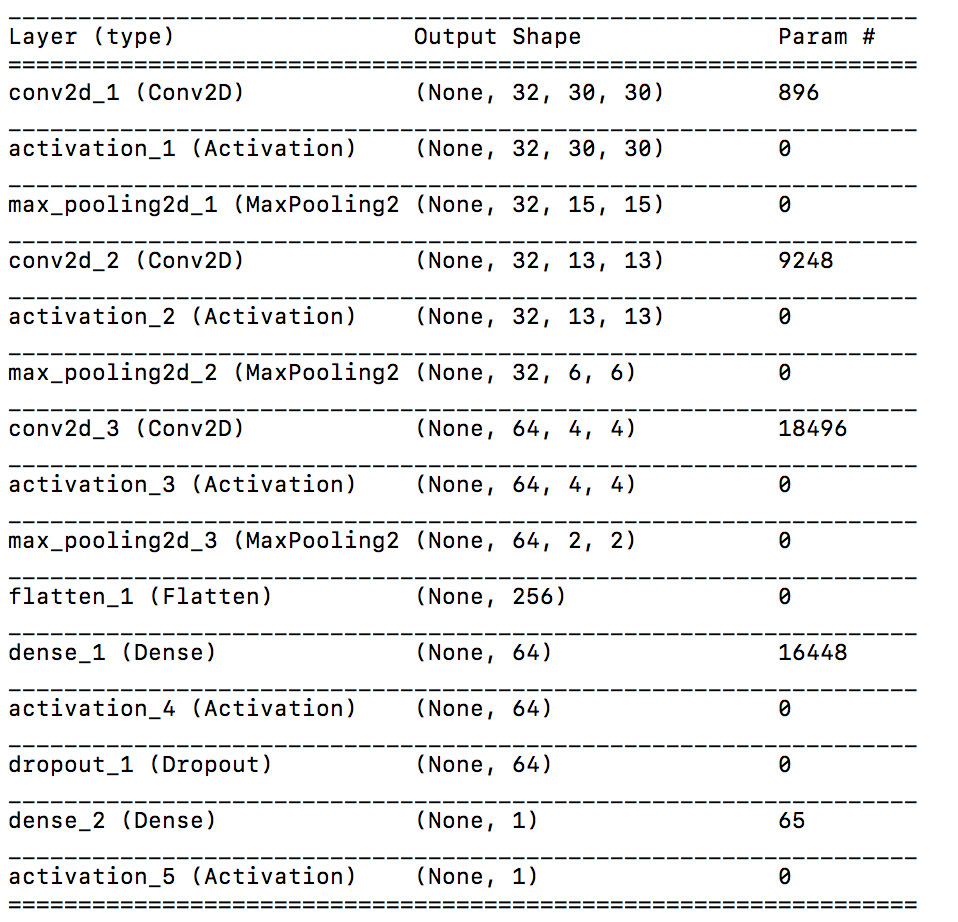 Layer (type) Output Shape Param #
conv2d_1 (Conv2D) (None, 32, 30, 30) 896
activation_1 (Activation) (None, 32, 30, 30) 0
max_pooling2d_1 (MaxPooling2 (None, 32, 15, 15) 0
conv2d_2 (Conv2D) (None, 32, 13, 13) 9248
activation_2 (Activation) (None, 32, 13, 13) 0
max_pooling2d_2 (MaxPooling2 (None, 32, 6, 6) 0
conv2d_3 (Conv2D) (None, 64, 4, 4) 18496
activation_3 (Activation) (None, 64, 4, 4) 0
max_pooling2d_3 (MaxPooling2 (None, 64, 2, 2) 0
flatten_1 (Flatten) (None, 256) 0
dense_1 (Dense) (None, 64) 16448
activation_4 (Activation) (None, 64) 0
dropout_1 (Dropout) (None, 64) 0
dense_2 (Dense) (None, 1) 65
activation_5 (Activation) (None, 1) 0